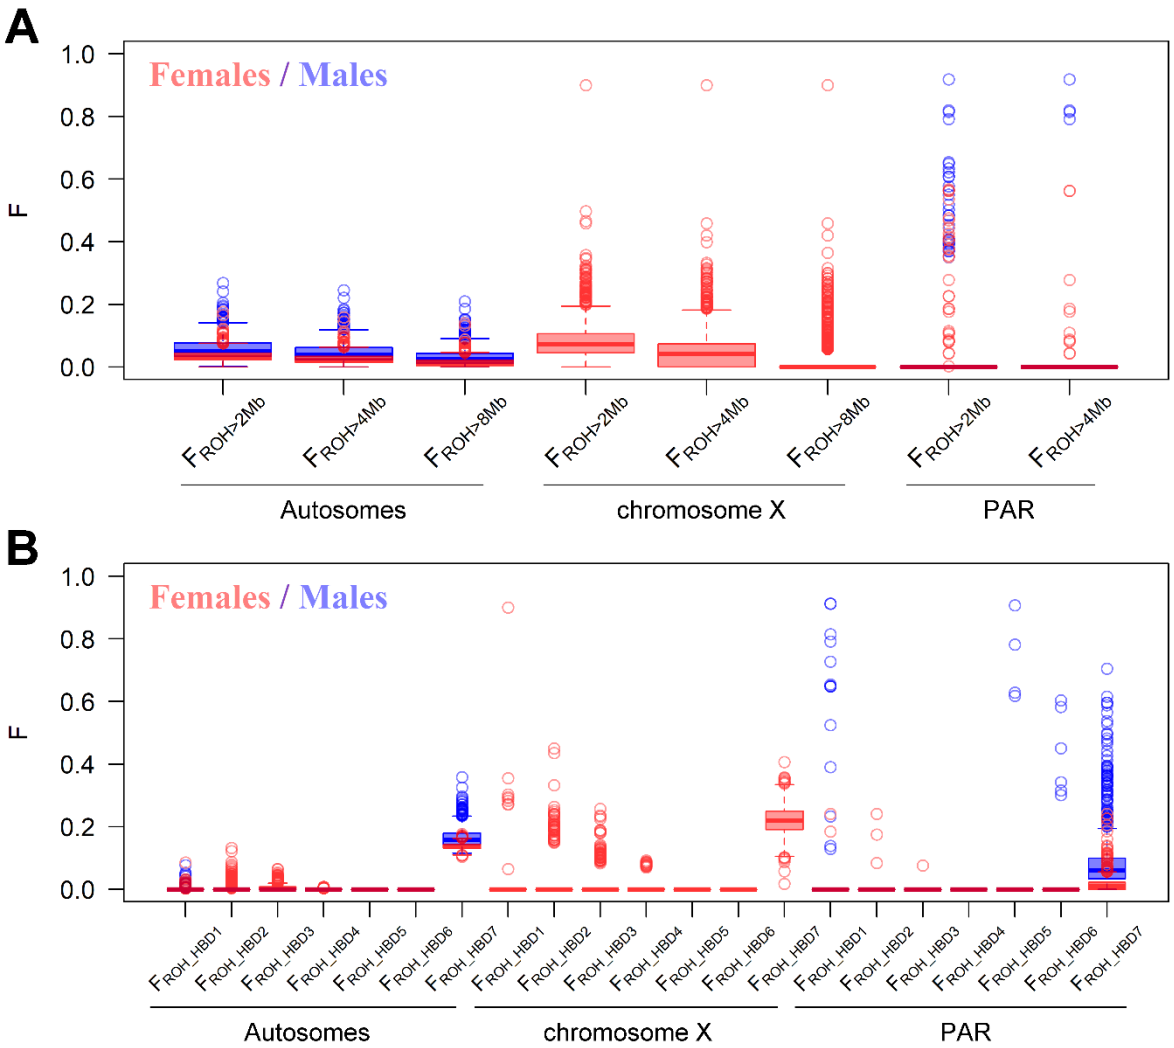 A
Females / Males
1.0
0.8
0.6
0.4
0.2
0.0
F
FROH>2Mb FROH>4Mb FROH>8Mb FROH>2Mb FROH>4Mb FROH>8Mb FROH>2Mb FROH>4Mb
Autosomes chromosome X PAR
B
Females / Males
1.0
0.8
0.6
0.4
0.2
0.0
F
FROH_HBD1 FROH_HBD2 FROH_HBD3 FROH_HBD4 FROH_HBD5 FROH_HBD6 FROH_HBD7 FROH_HBD1 FROH_HBD2 FROH_HBD3 FROH_HBD4 FROH_HBD5 FROH_HBD6 FROH_HBD7 FROH_HBD1 FROH_HBD2 FROH_HBD3 FROH_HBD4 FROH_HBD5 FROH_HBD6 FROH_HBD7
Autosomes chromosome X PAR